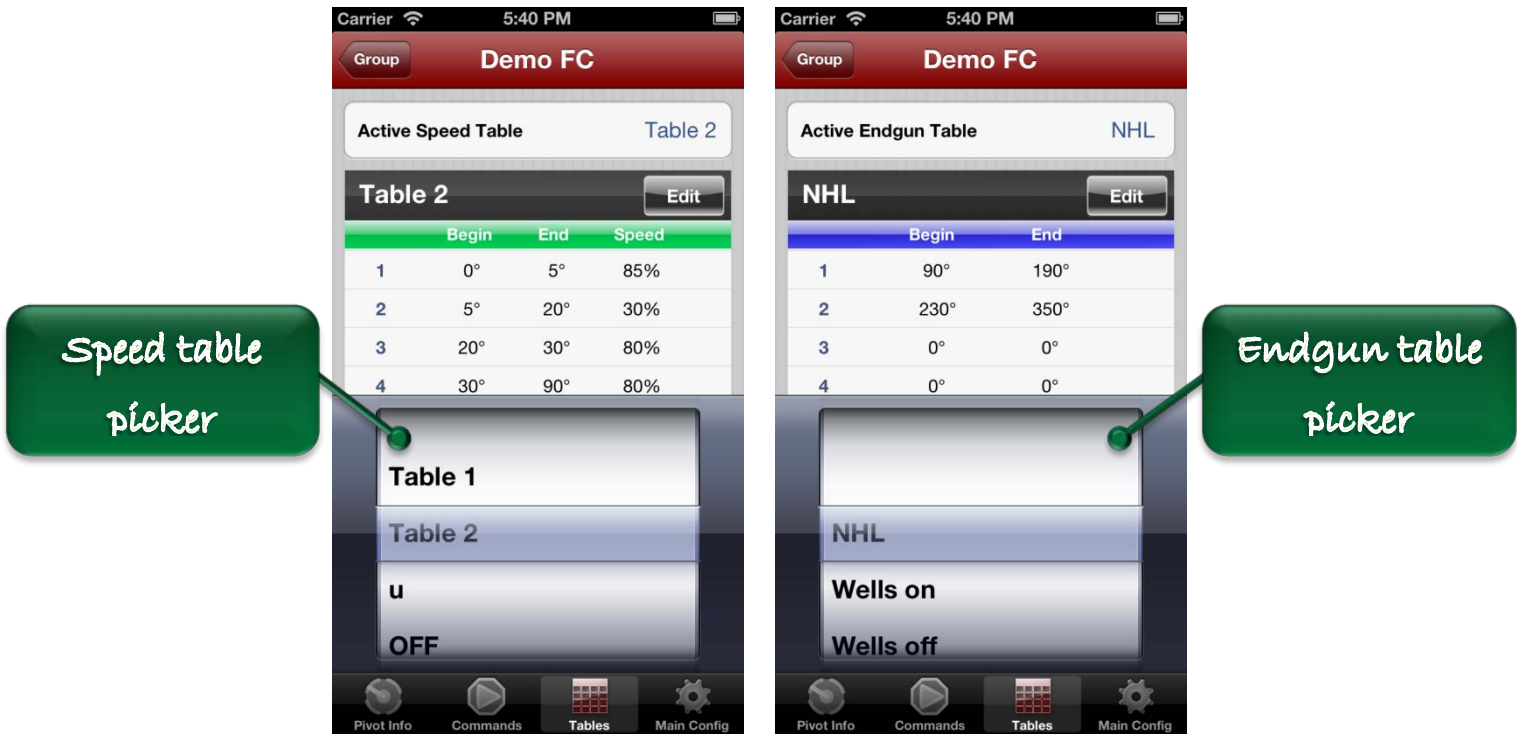 Carrier 5:40 PM
Group Demo FC
Active Speed Table Table 2
Table 2 Edit
Begin End Speed
1 0° 5° 85%
2 5° 20° 30%
3 20° 30° 80%
4 30° 90° 80%
Table 1
Table 2
u
OFF
Pivot Info Commands Tables Main Config
Speed table
picker
Carrier 5:40 PM
Group Demo FC
Active Endgun Table NHL
NHL Edit
Begin End
1 90° 190°
2 230° 350°
3 0° 0°
4 0° 0°
NHL
Wells on
Wells off
Pivot Info Commands Tables Main Config
Endgun table
picker